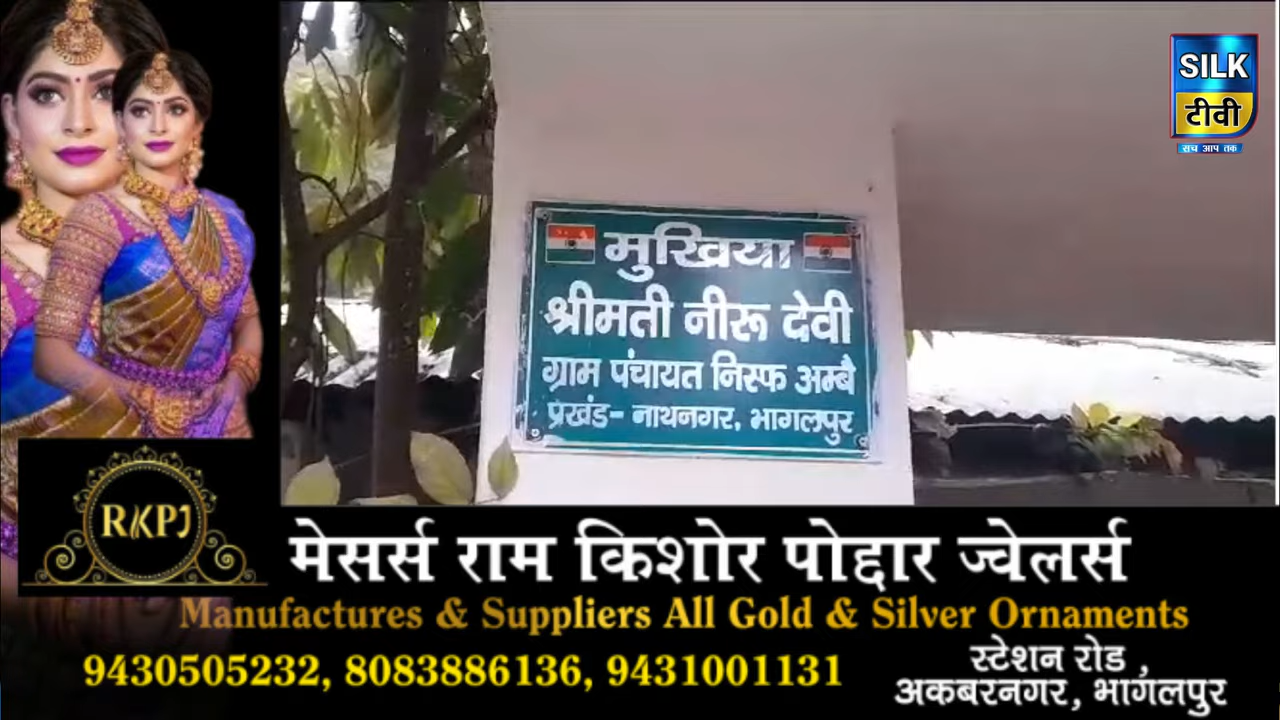 SILK
टीवी
सच आप तक
मुखिया
श्रीमती नीरू देवी
ग्राम पंचायत निस्फ अम्बै
प्रखंड- नाथनगर, भागलपुर
RKPJ
मेसर्स राम किशोर पोद्दार ज्वेलर्स
Manufactures & Suppliers All Gold & Silver Ornaments
9430505232, 8083886136, 9431001131
स्टेशन रोड ,
अकबरनगर, भागलपुर